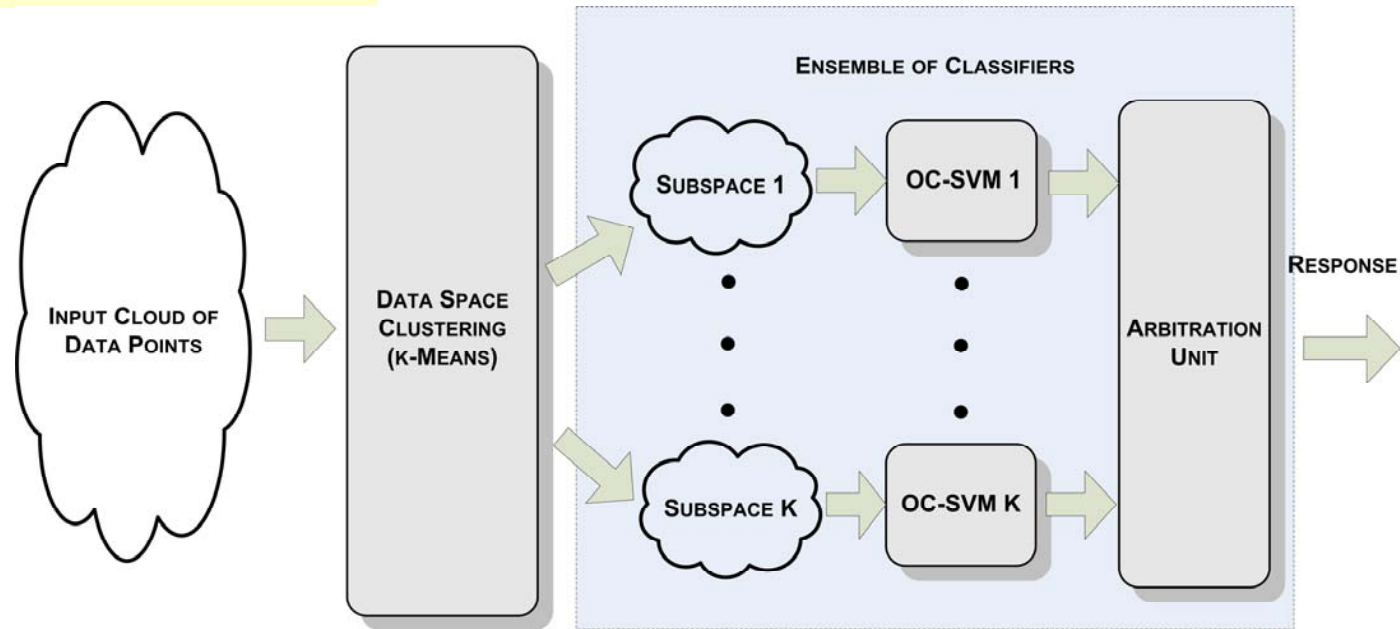 ENSEMBLE OF CLASSIFIERS
INPUT CLOUD OF
DATA POINTS
DATA SPACE
CLUSTERING
(K-MEANS)
SUBSPACE 1
OC-SVM 1
SUBSPACE K
OC-SVM K
ARBITRATION
UNIT
RESPONSE